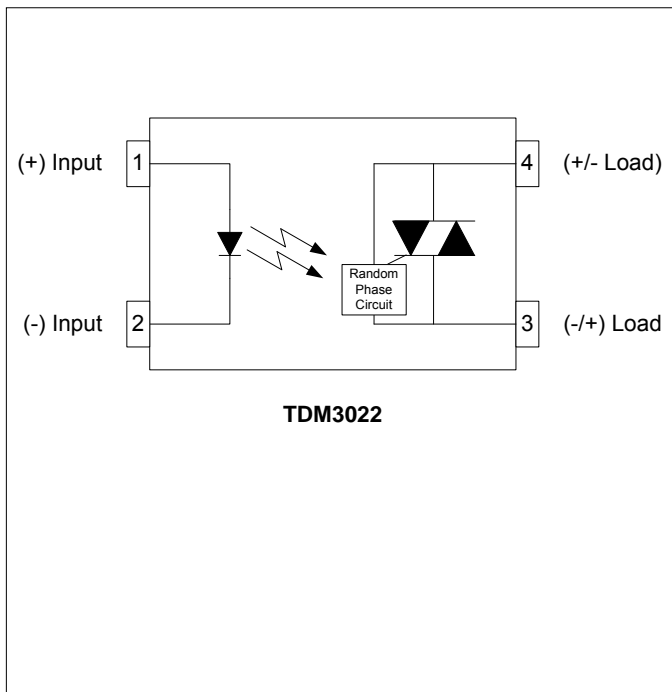 (+) Input 1
4 (+/- Load)
Random
Phase
Circuit
(-) Input 2
3 (-/+) Load
TDM3022